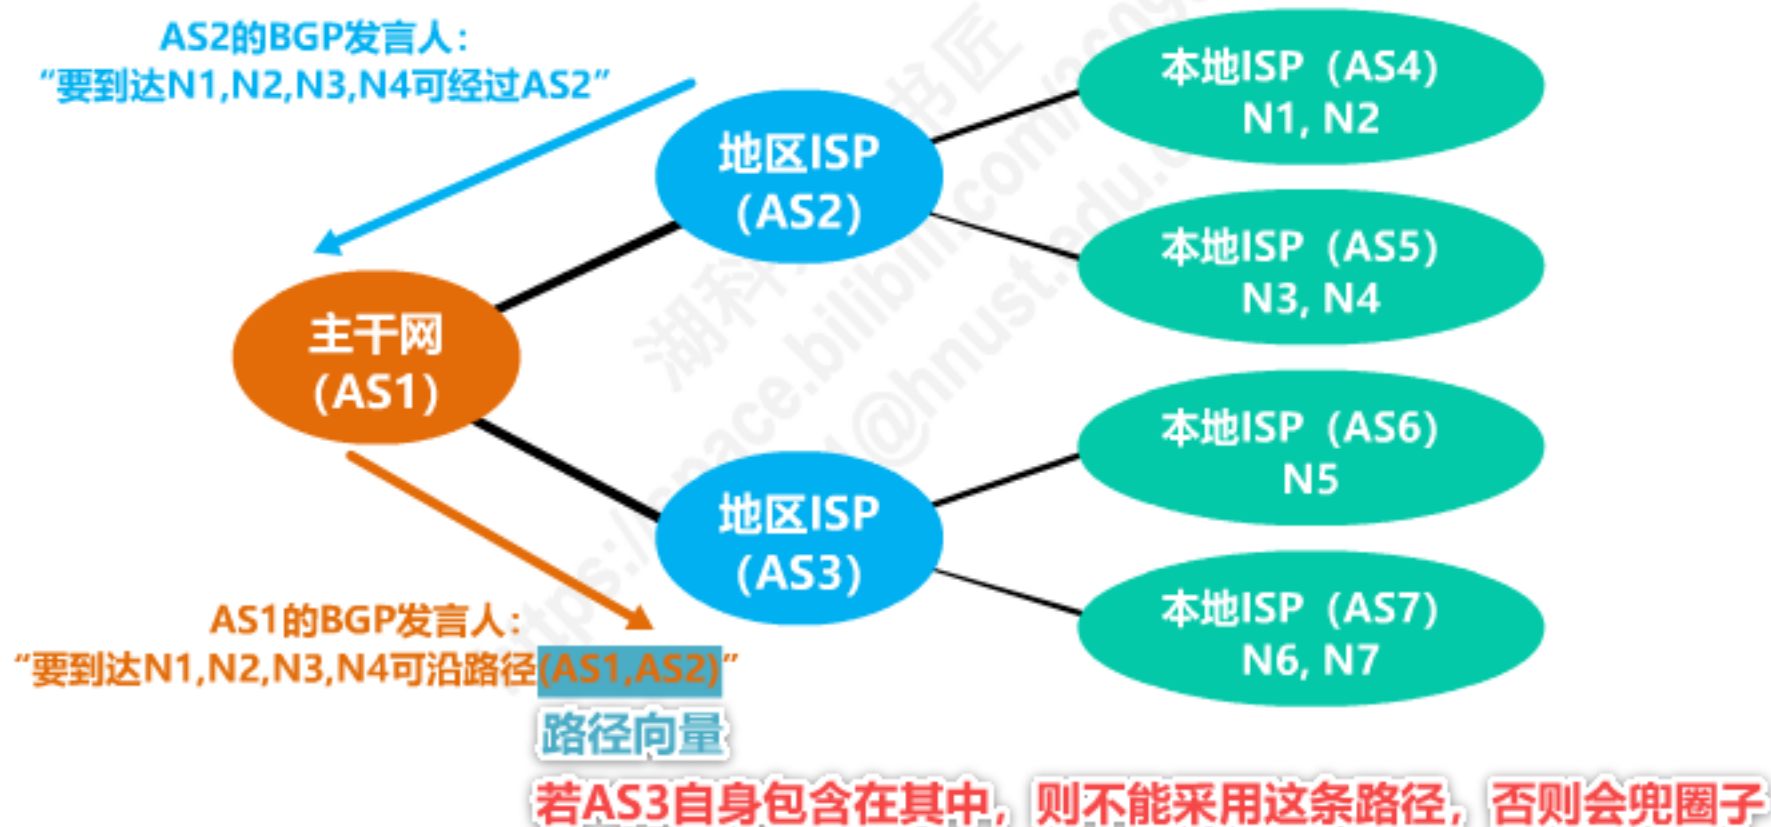 AS2的BGP发言人：
“要到达N1,N2,N3,N4可经过AS2”
本地ISP（AS4）
N1, N2
地区ISP
（AS2）
本地ISP（AS5）
N3, N4
主干网
（AS1）
本地ISP（AS6）
N5
地区ISP
（AS3）
本地ISP（AS7）
N6, N7
AS1的BGP发言人：
“要到达N1,N2,N3,N4可沿路径(AS1,AS2)”
路径向量
若AS3自身包含在其中，则不能采用这条路径，否则会兜圈子